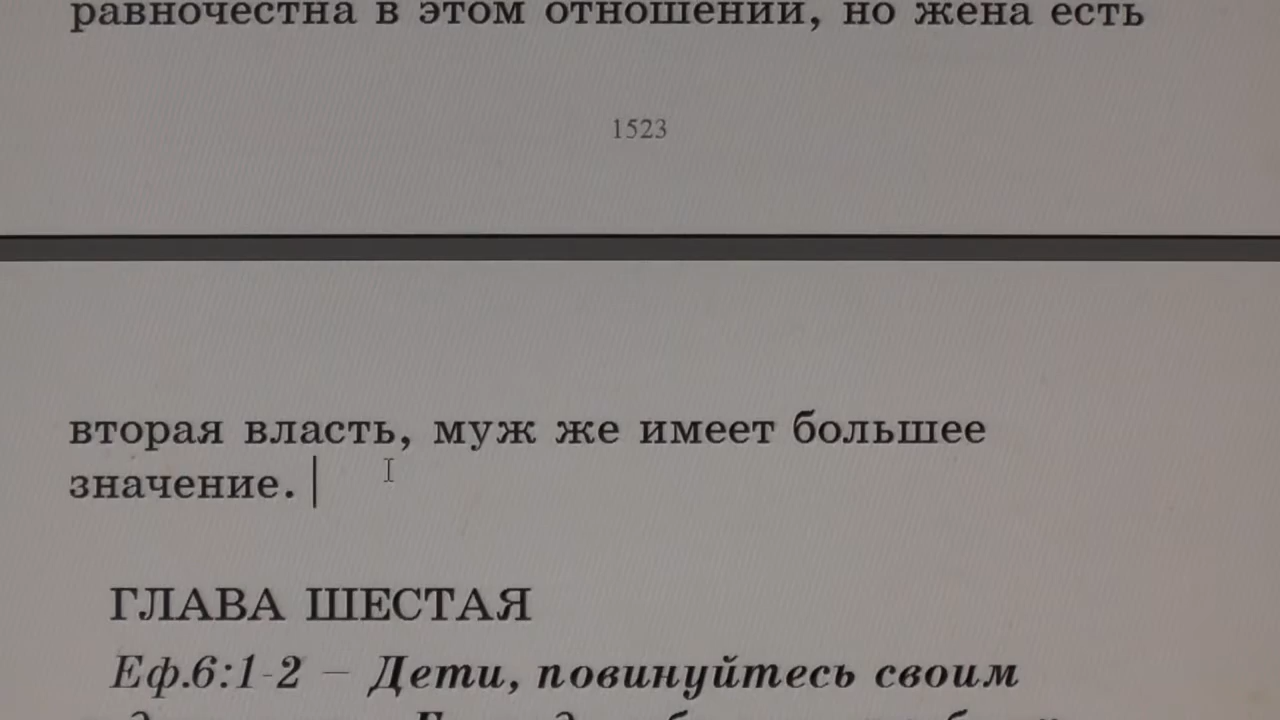 равночестна в этом отношении, но жена есть
1523
вторая власть, муж же имеет большее
значение.
ГЛАВА ШЕСТАЯ
Еф.6:1-2 – Дети, повинуйтесь своим